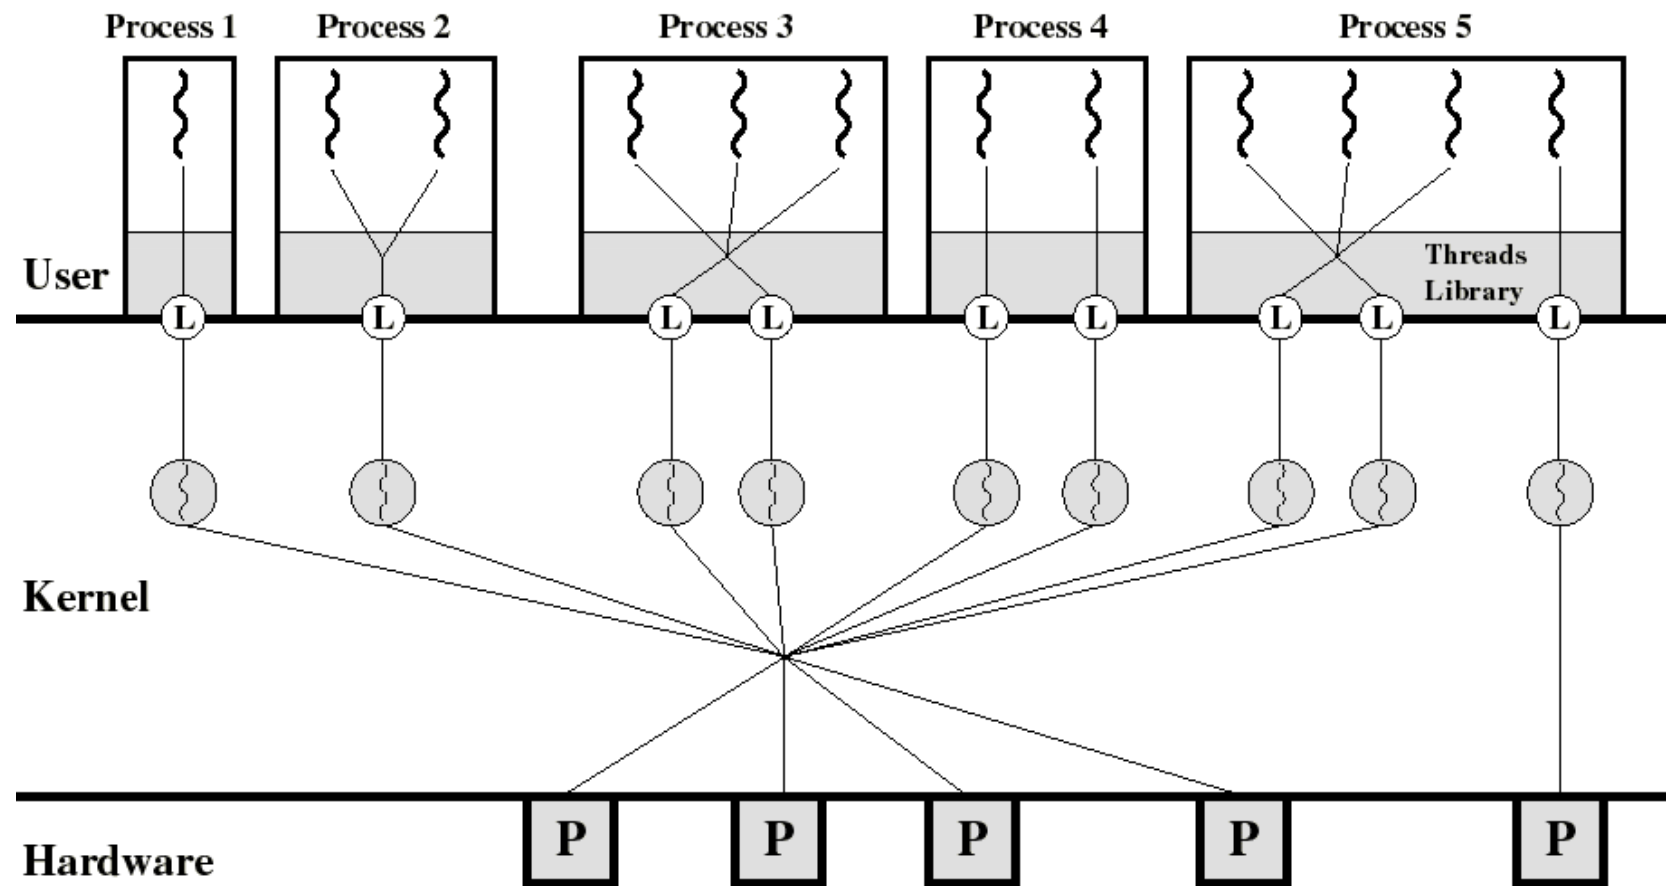 Process 1
Process 2
Process 3
Process 4
Process 5
Threads
Library
User
L
L
L
L
L
L
L
L
L
Kernel
P
P
P
P
P
Hardware